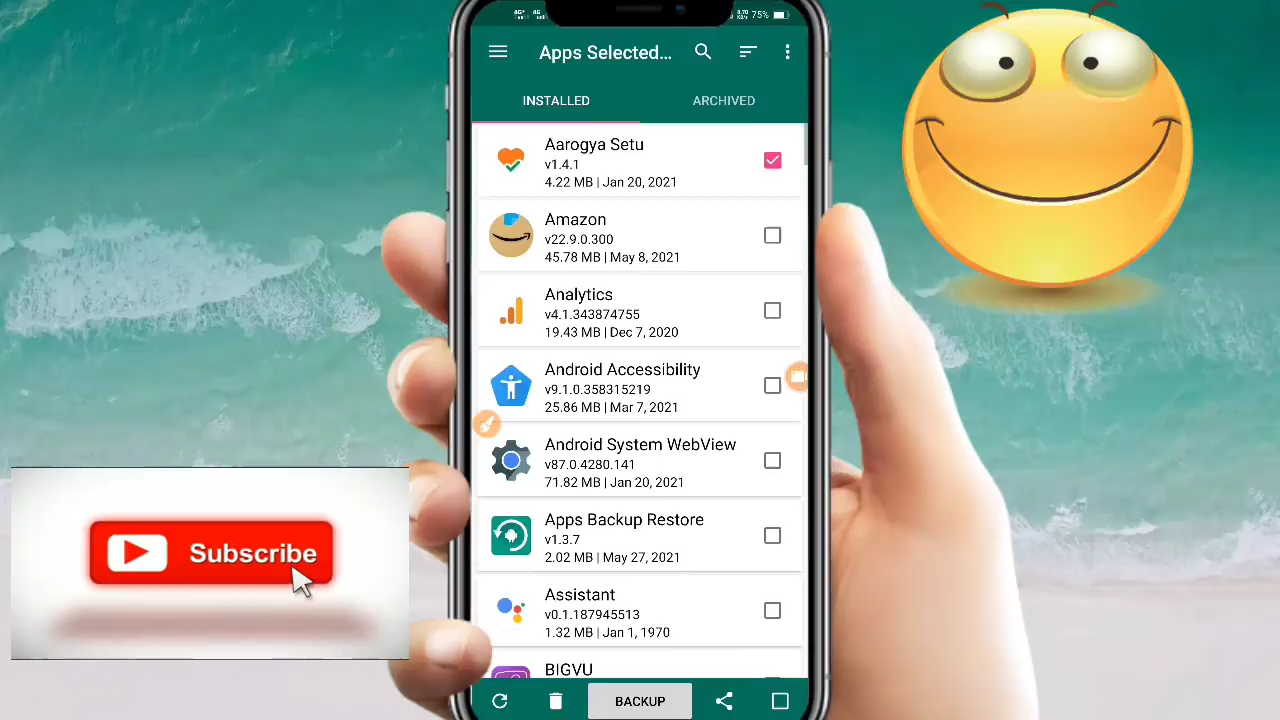 75%
Apps Selected...
INSTALLED
ARCHIVED
Aarogya Setu
v1.4.1
4.22 MB | Jan 20, 2021
Amazon
v22.9.0.300
45.78 MB | May 8, 2021
Analytics
v4.1.343874755
19.43 MB | Dec 7, 2020
Android Accessibility
v9.1.0.358315219
25.86 MB | Mar 7, 2021
Android System WebView
v87.0.4280.141
71.82 MB | Jan 20, 2021
Apps Backup Restore
v1.3.7
2.02 MB | May 27, 2021
Assistant
v0.1.187945513
1.32 MB | Jan 1, 1970
BIGVU
BACKUP
Subscribe